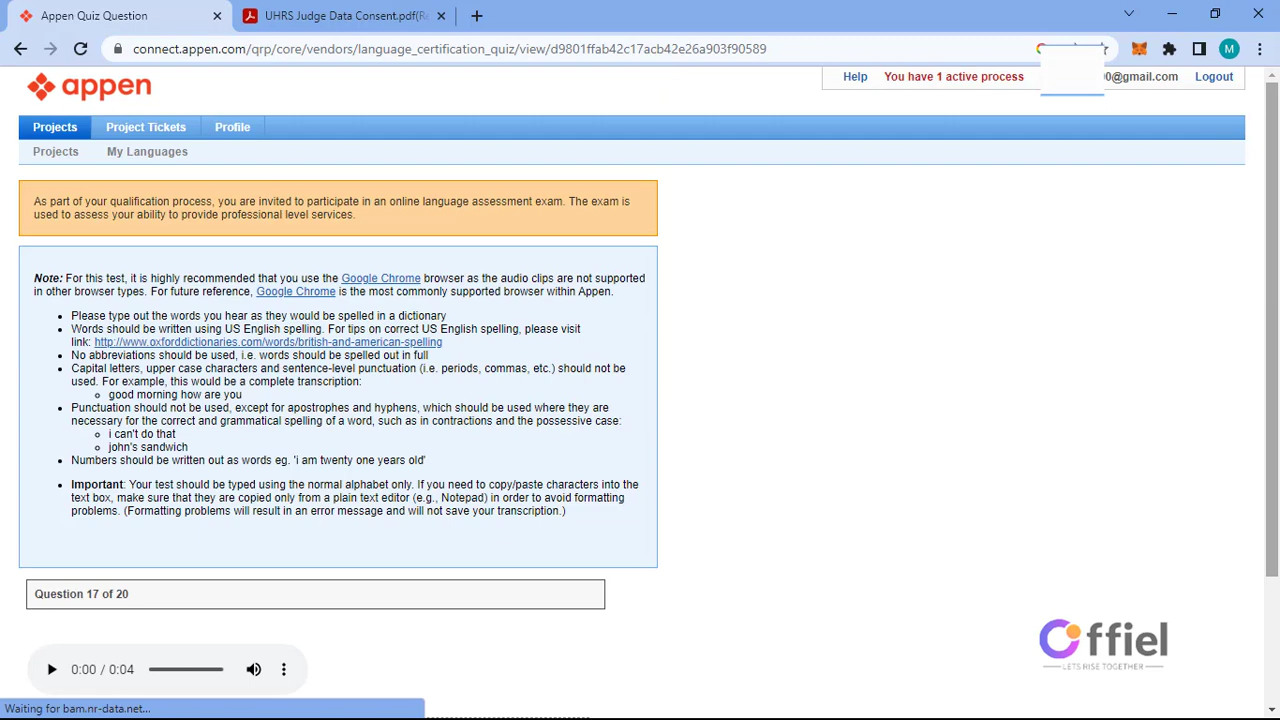 Appen Quiz Question
UHRS Judge Data Consent.pdf(R
connect.appen.com/qrp/core/vendors/language_certification_quiz/view/d9801ffab42c17acb42e26a903f90589
M
appen
Help You have 1 active process 0@gmail.com Logout
Projects Project Tickets Profile
Projects My Languages
As part of your qualification process, you are invited to participate in an online language assessment exam. The exam is
used to assess your ability to provide professional level services.
Note: For this test, it is highly recommended that you use the Google Chrome browser as the audio clips are not supported
in other browser types. For future reference, Google Chrome is the most commonly supported browser within Appen.
• Please type out the words you hear as they would be spelled in a dictionary
• Words should be written using US English spelling. For tips on correct US English spelling, please visit
link: http://www.oxforddictionaries.com/words/british-and-american-spelling
• No abbreviations should be used, i.e. words should be spelled out in full
• Capital letters, upper case characters and sentence-level punctuation (i.e. periods, commas, etc.) should not be
used. For example, this would be a complete transcription:
◦ good morning how are you
• Punctuation should not be used, except for apostrophes and hyphens, which should be used where they are
necessary for the correct and grammatical spelling of a word, such as in contractions and the possessive case:
◦ i can't do that
◦ john's sandwich
• Numbers should be written out as words eg. 'i am twenty one years old'
• Important: Your test should be typed using the normal alphabet only. If you need to copy/paste characters into the
text box, make sure that they are copied only from a plain text editor (e.g., Notepad) in order to avoid formatting
problems. (Formatting problems will result in an error message and will not save your transcription.)
Question 17 of 20
0:00 / 0:04
Offiel
LETS RISE TOGETHER
Waiting for bam.nr-data.net...